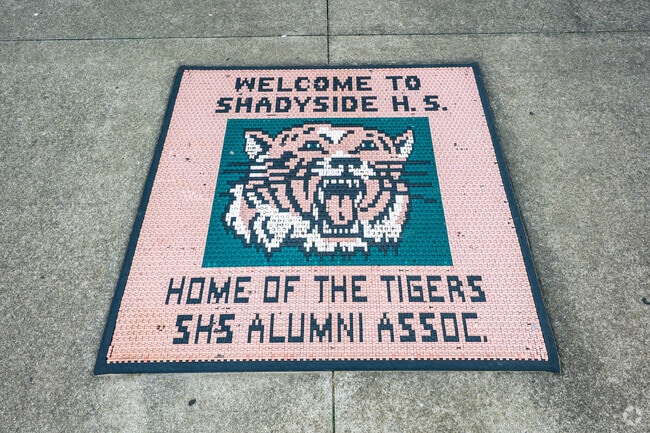 WELCOME TO
SHADYSIDE H. S.
HOME OF THE TIGERS
SHS ALUMNI ASSOC.